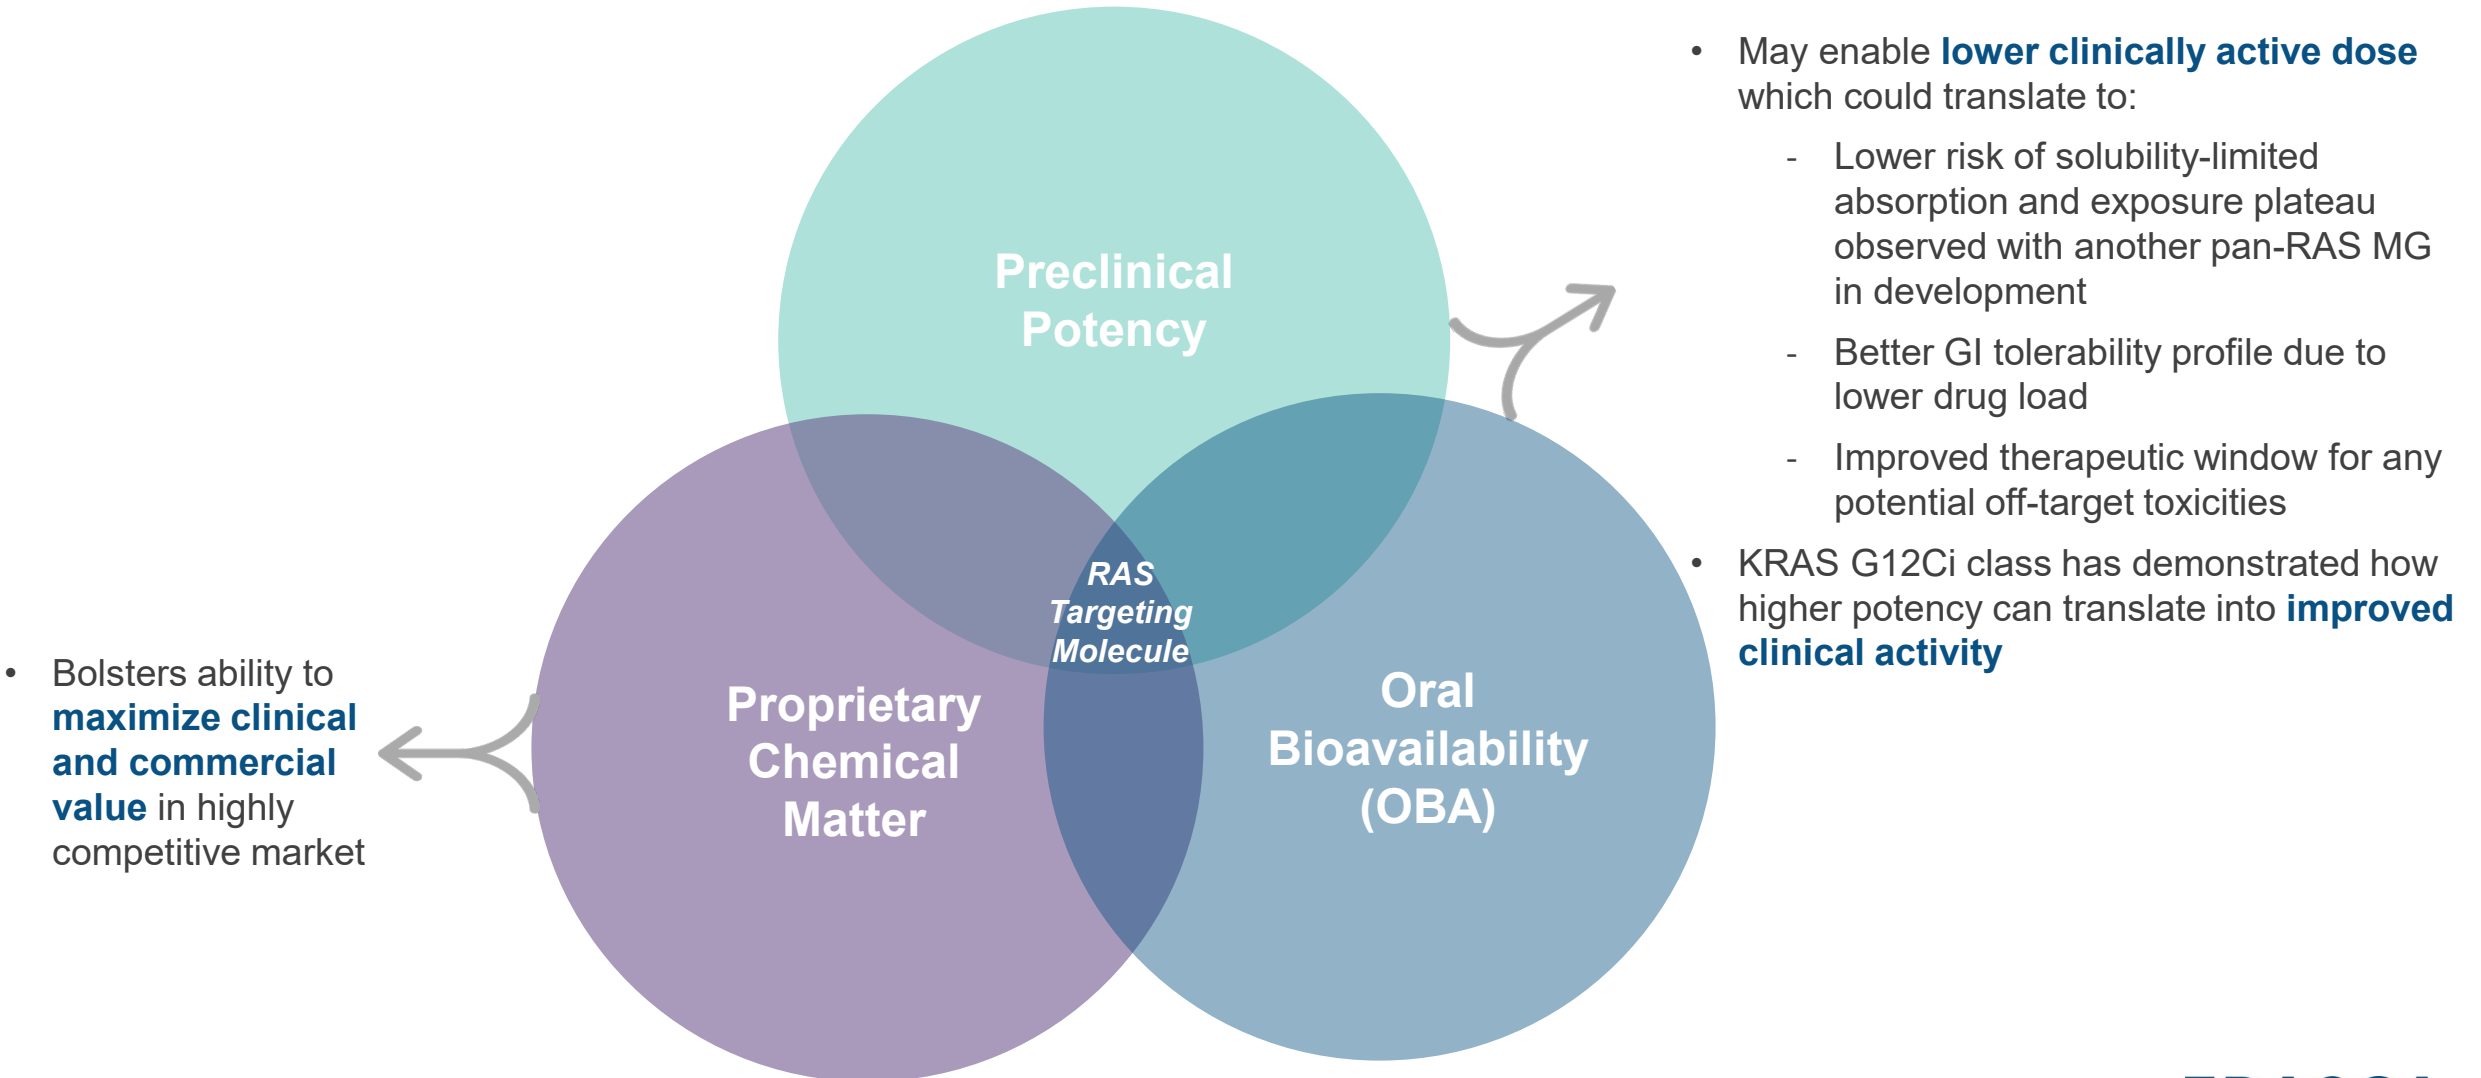 Preclinical
Potency
Proprietary
Chemical
Matter
Oral
Bioavailability
(OBA)
RAS
Targeting
Molecule
• Bolsters ability to
maximize clinical
and commercial
value in highly
competitive market
• May enable lower clinically active dose
which could translate to:
- Lower risk of solubility-limited
absorption and exposure plateau
observed with another pan-RAS MG
in development
- Better GI tolerability profile due to
lower drug load
- Improved therapeutic window for any
potential off-target toxicities
• KRAS G12Ci class has demonstrated how
higher potency can translate into improved
clinical activity